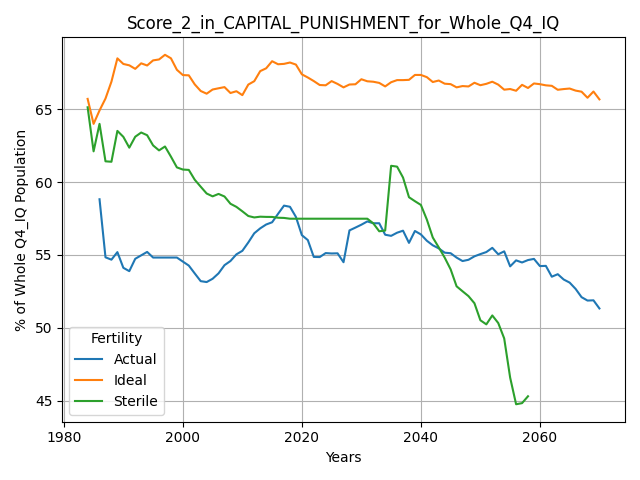 Score_2_in_CAPITAL_PUNISHMENT_for_Whole_Q4_IQ
% of Whole Q4_IQ Population
65
60
55
50
45
Fertility
Actual
Ideal
Sterile
1980
2000
2020
2040
2060
Years